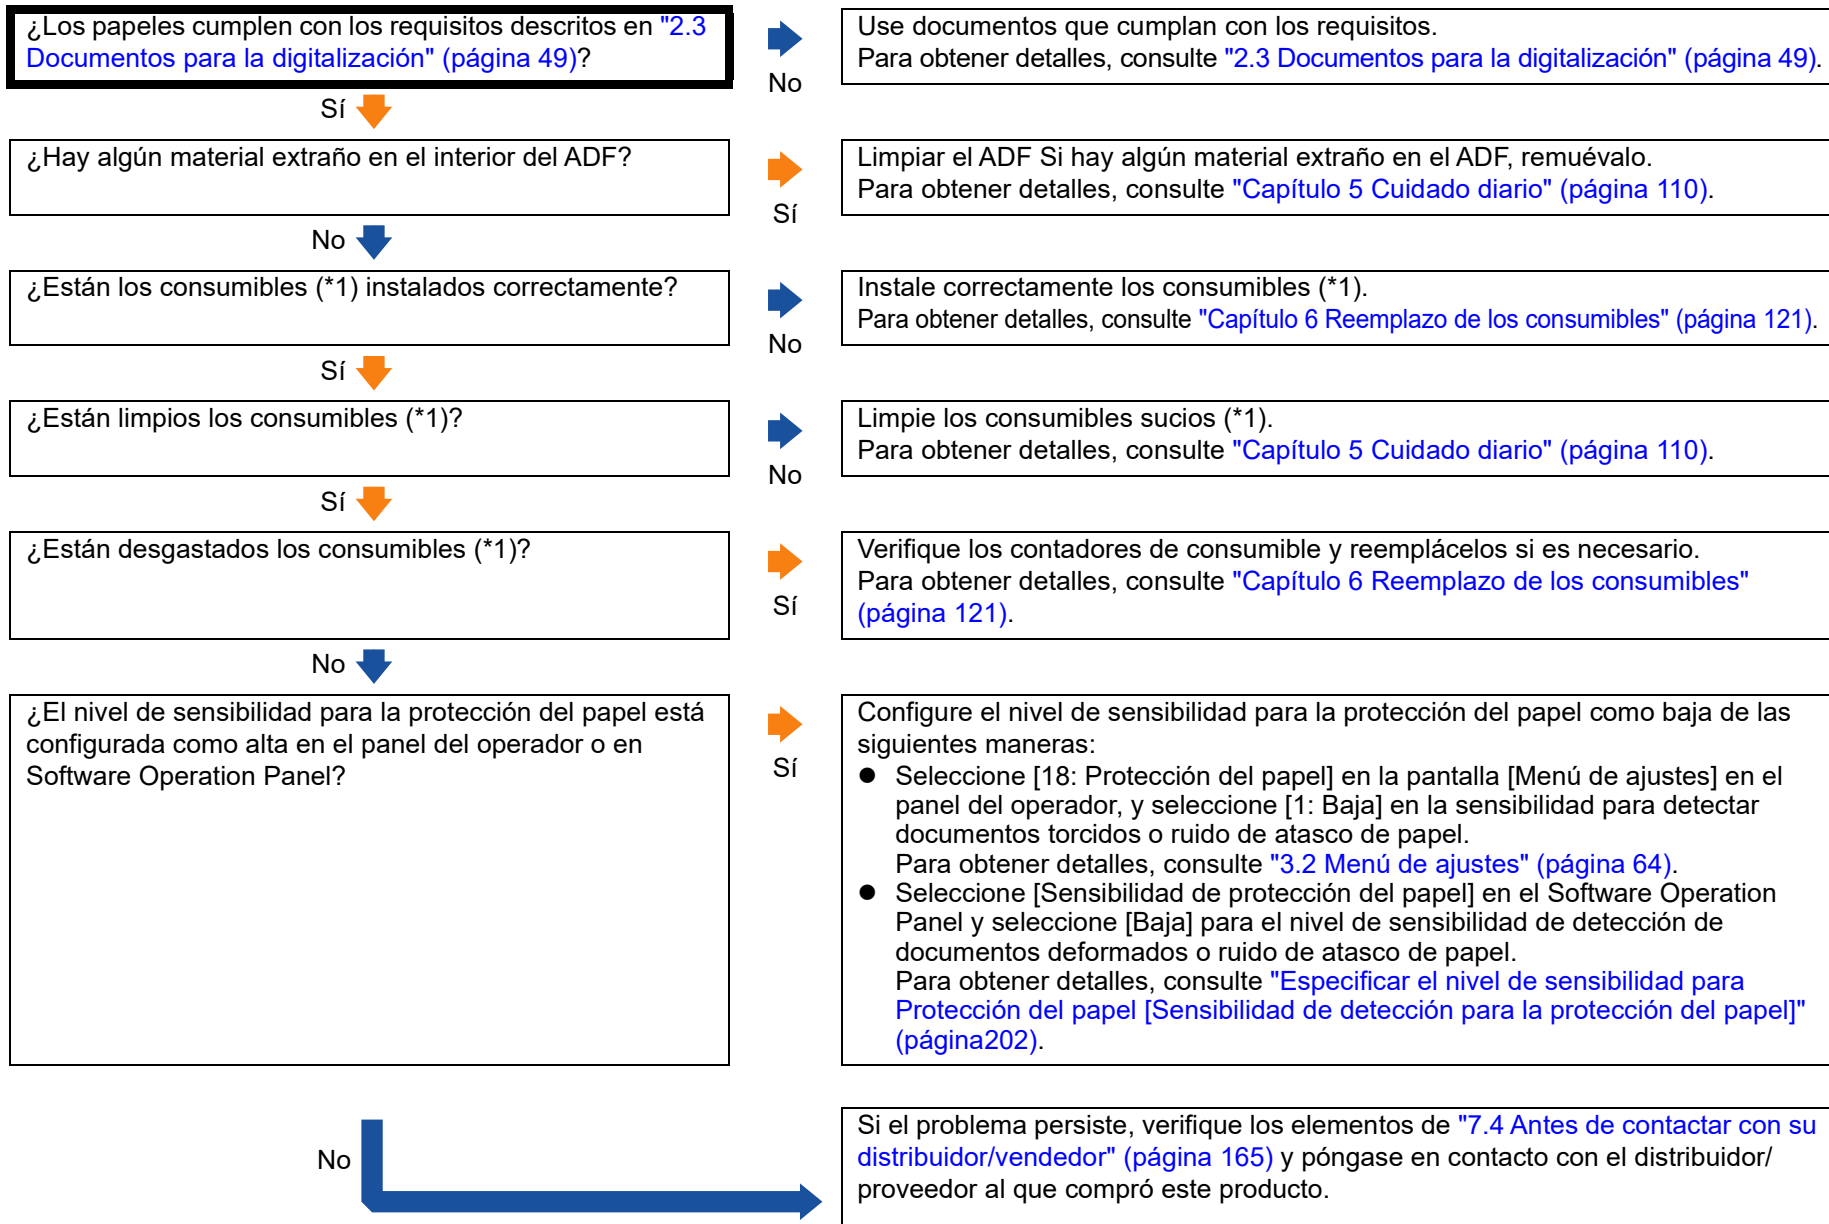 ¿Los papeles cumplen con los requisitos descritos en "2.3
Documentos para la digitalización" (página 49)?
No
Use documentos que cumplan con los requisitos.
Para obtener detalles, consulte "2.3 Documentos para la digitalización" (página 49).
Sí
¿Hay algún material extraño en el interior del ADF?
Sí
Limpiar el ADF Si hay algún material extraño en el ADF, remuévalo.
Para obtener detalles, consulte "Capítulo 5 Cuidado diario" (página 110).
No
¿Están los consumibles (*1) instalados correctamente?
No
Instale correctamente los consumibles (*1).
Para obtener detalles, consulte "Capítulo 6 Reemplazo de los consumibles" (página 121).
Sí
¿Están limpios los consumibles (*1)?
No
Limpie los consumibles sucios (*1).
Para obtener detalles, consulte "Capítulo 5 Cuidado diario" (página 110).
Sí
¿Están desgastados los consumibles (*1)?
Sí
Verifique los contadores de consumible y reemplácelos si es necesario.
Para obtener detalles, consulte "Capítulo 6 Reemplazo de los consumibles"
(página 121).
No
¿El nivel de sensibilidad para la protección del papel está
configurada como alta en el panel del operador o en
Software Operation Panel?
Sí
Configure el nivel de sensibilidad para la protección del papel como baja de las
siguientes maneras:
● Seleccione [18: Protección del papel] en la pantalla [Menú de ajustes] en el
panel del operador, y seleccione [1: Baja] en la sensibilidad para detectar
documentos torcidos o ruido de atasco de papel.
Para obtener detalles, consulte "3.2 Menú de ajustes" (página 64).
● Seleccione [Sensibilidad de protección del papel] en el Software Operation
Panel y seleccione [Baja] para el nivel de sensibilidad de detección de
documentos deformados o ruido de atasco de papel.
Para obtener detalles, consulte "Especificar el nivel de sensibilidad para
Protección del papel [Sensibilidad de detección para la protección del papel]"
(página202).
No
Si el problema persiste, verifique los elementos de "7.4 Antes de contactar con su
distribuidor/vendedor" (página 165) y póngase en contacto con el distribuidor/
proveedor al que compró este producto.